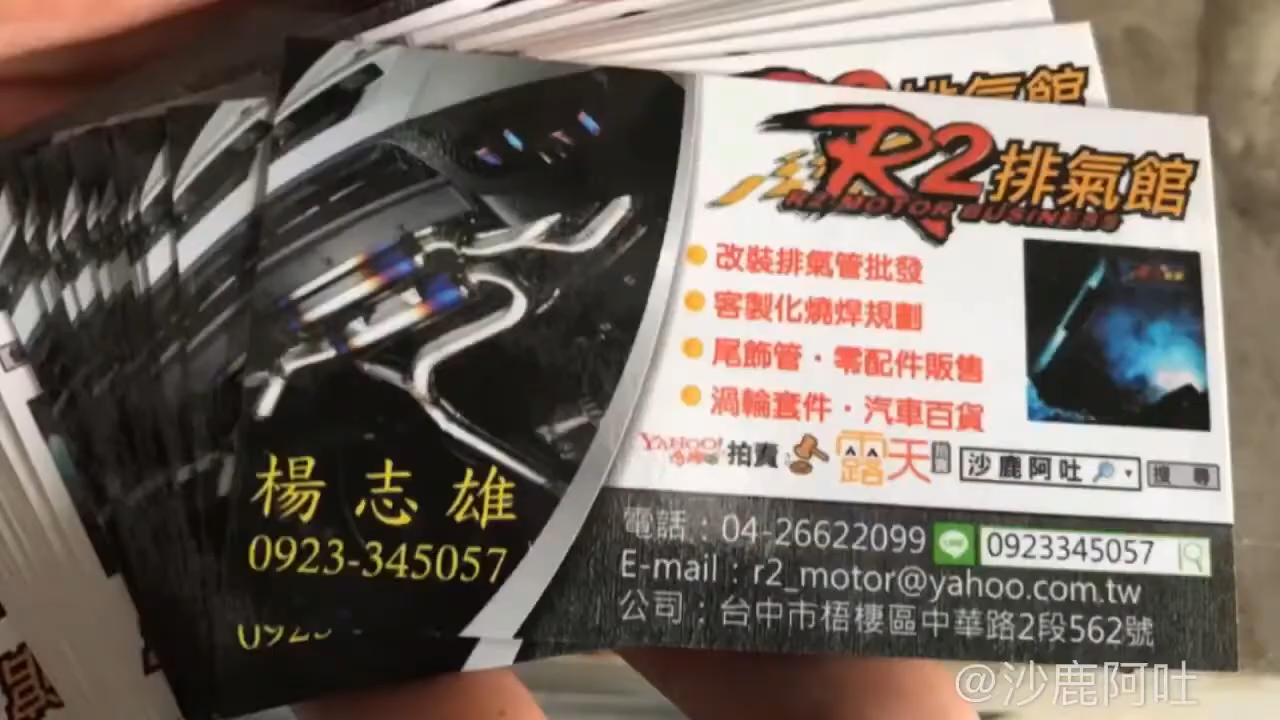 R2排氣館
R2 MOTOR BUSINESS
改裝排氣管批發
客製化燒焊規劃
尾飾管·零配件販售
渦輪套件·汽車百貨
YAHOO! 拍賣 露天 沙鹿阿吐 搜尋
楊志雄
0923-345057
電話：04-26622099 LINE 0923345057
E-mail：r2_motor@yahoo.com.tw
公司：台中市梧棲區中華路2段562號
@沙鹿阿吐